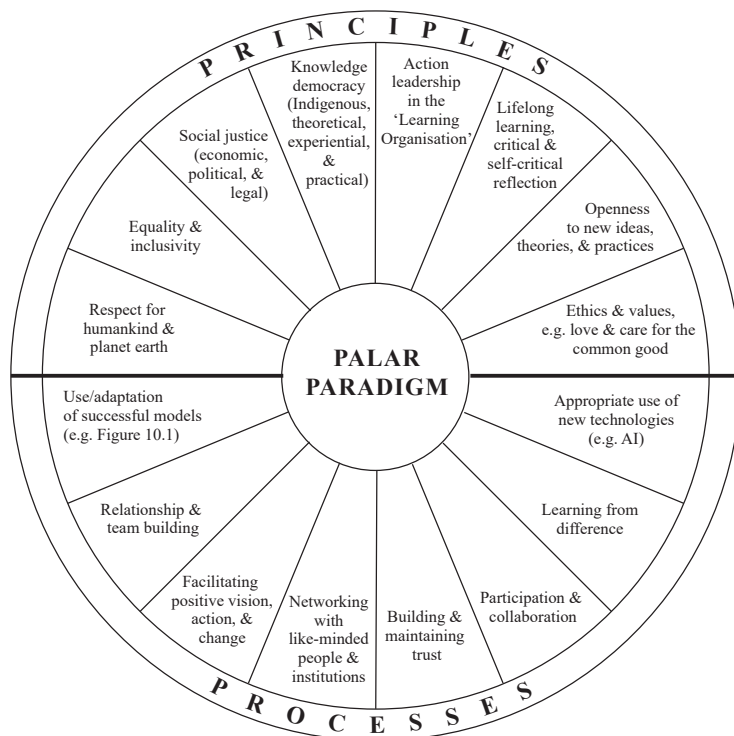 PRINCIPLES
Respect for
humankind &
planet earth
Equality &
inclusivity
Social justice
(economic,
political, &
legal)
Knowledge
democracy
(Indigenous,
theoretical,
experiential,
&
practical)
Action
leadership
in the
‘Learning
Organisation’
Lifelong
learning,
critical &
self-critical
reflection
Openness
to new ideas,
theories, & practices
Ethics & values,
e.g. love & care for the
common good
PALAR
PARADIGM
Use/adaptation
of successful models
(e.g. Figure 10.1)
Relationship &
team building
Facilitating
positive vision,
action, &
change
Networking
with
like-minded
people &
institutions
Building &
maintaining
trust
Participation &
collaboration
Learning from
difference
Appropriate use of
new technologies
(e.g. AI)
PROCESSES